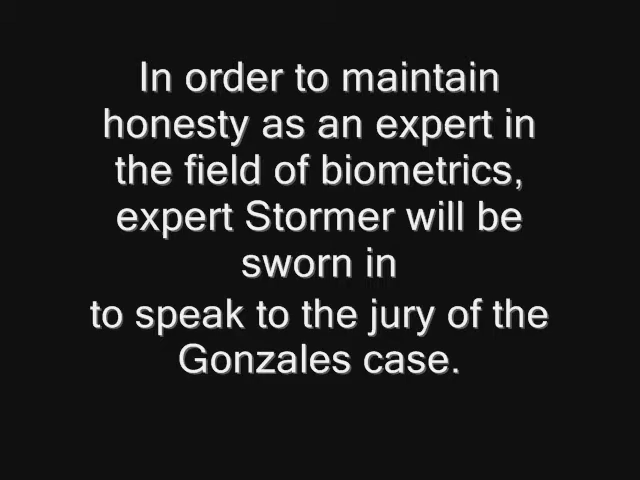 In order to maintain
honesty as an expert in
the field of biometrics,
expert Stormer will be
sworn in
to speak to the jury of the
Gonzales case.